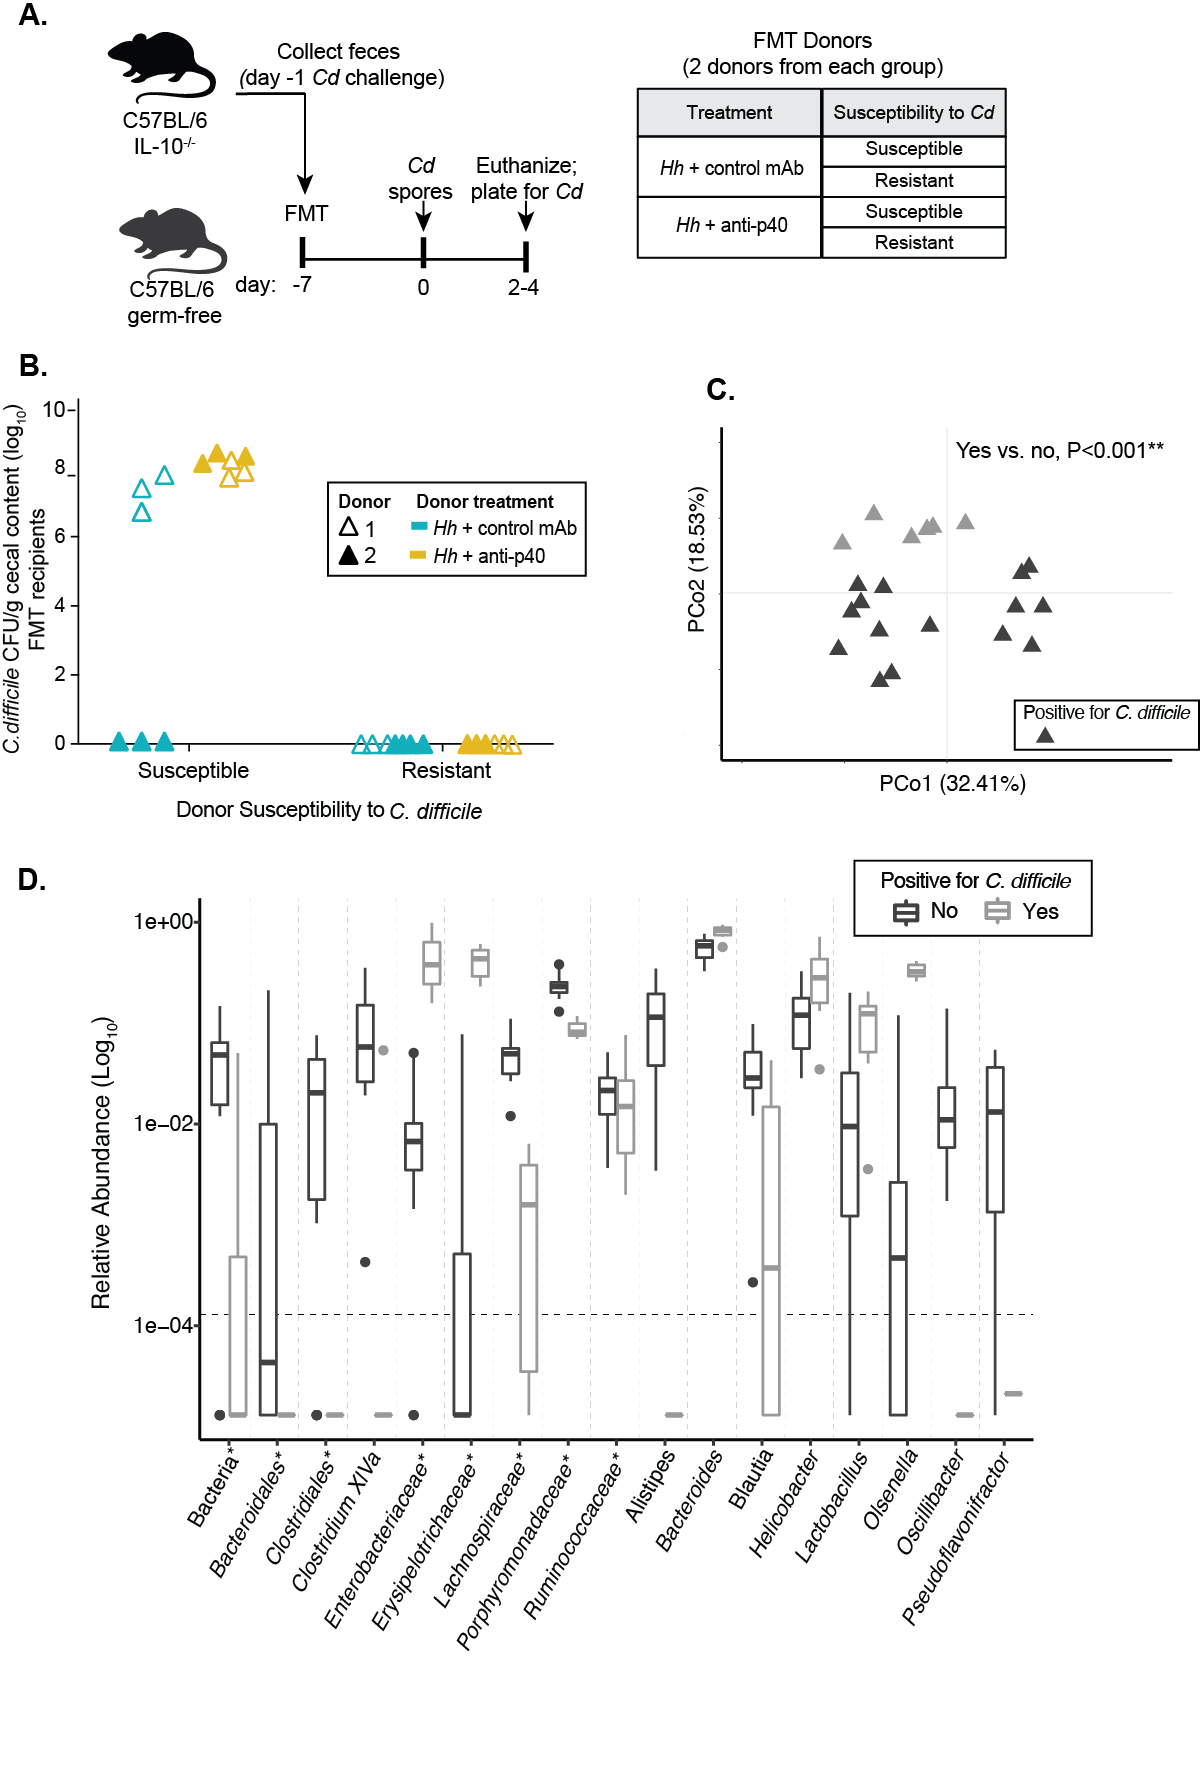 A.
Collect feces
(day -1 Cd challenge)
C57BL/6
IL-10-/-
FMT
Cd
spores
Euthanize;
plate for Cd
C57BL/6
germ-free
day: -7 0 2-4
FMT Donors
(2 donors from each group)
Treatment Susceptibility to Cd
Hh + control mAb Susceptible
Resistant
Hh + anti-p40 Susceptible
Resistant
B.
C.difficile CFU/g cecal content (log10)
FMT recipients
10
8
6
4
2
0
Donor Donor treatment
1 Hh + control mAb
2 Hh + anti-p40
Susceptible Resistant
Donor Susceptibility to C. difficile
C.
Yes vs. no, P<0.001**
PCo2 (18.53%)
Positive for C. difficile
PCo1 (32.41%)
D.
Positive for C. difficile
No Yes
Relative Abundance (Log10)
1e+00
1e−02
1e−04
Bacteria*
Bacteroidales*
Clostridiales*
Clostridium XIVa
Enterobacteriaceae*
Erysipelotrichaceae*
Lachnospiraceae*
Porphyromonadaceae*
Ruminococcaceae*
Alistipes
Bacteroides
Blautia
Helicobacter
Lactobacillus
Olsenella
Oscillibacter
Pseudoflavonifractor